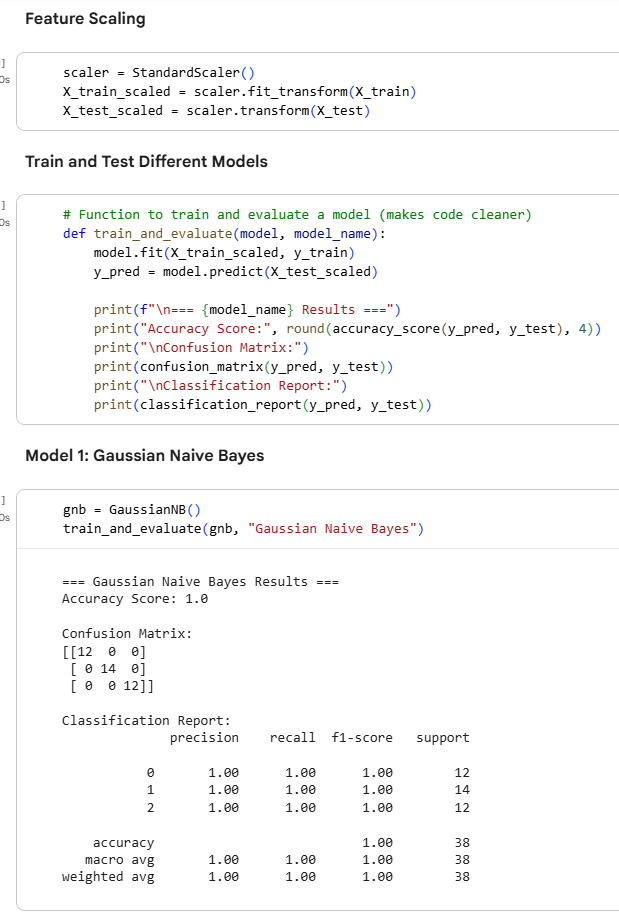 Feature Scaling
]
0s
scaler = StandardScaler()
X_train_scaled = scaler.fit_transform(X_train)
X_test_scaled = scaler.transform(X_test)
Train and Test Different Models
]
0s
# Function to train and evaluate a model (makes code cleaner)
def train_and_evaluate(model, model_name):
    model.fit(X_train_scaled, y_train)
    y_pred = model.predict(X_test_scaled)

    print(f"\n=== {model_name} Results ===")
    print("Accuracy Score:", round(accuracy_score(y_pred, y_test), 4))
    print("\nConfusion Matrix:")
    print(confusion_matrix(y_pred, y_test))
    print("\nClassification Report:")
    print(classification_report(y_pred, y_test))
Model 1: Gaussian Naive Bayes
]
0s
gnb = GaussianNB()
train_and_evaluate(gnb, "Gaussian Naive Bayes")

=== Gaussian Naive Bayes Results ===
Accuracy Score: 1.0

Confusion Matrix:
[[12  0  0]
 [ 0 14  0]
 [ 0  0 12]]

Classification Report:
              precision    recall  f1-score   support

           0       1.00      1.00      1.00        12
           1       1.00      1.00      1.00        14
           2       1.00      1.00      1.00        12

    accuracy                           1.00        38
   macro avg       1.00      1.00      1.00        38
weighted avg       1.00      1.00      1.00        38